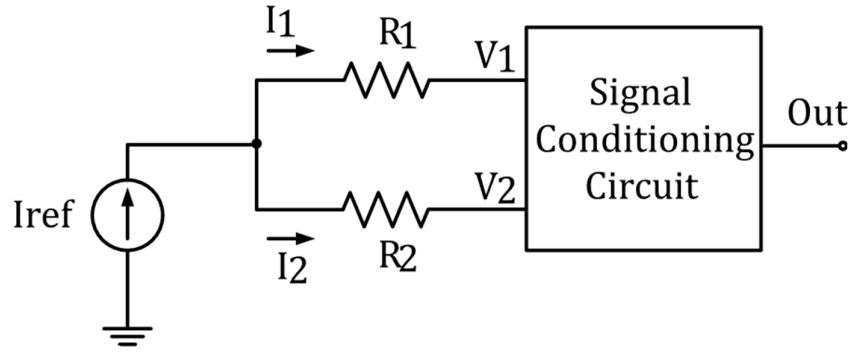 I1
R1
V1
Signal
Conditioning
Circuit
Out
Iref
V2
I2
R2